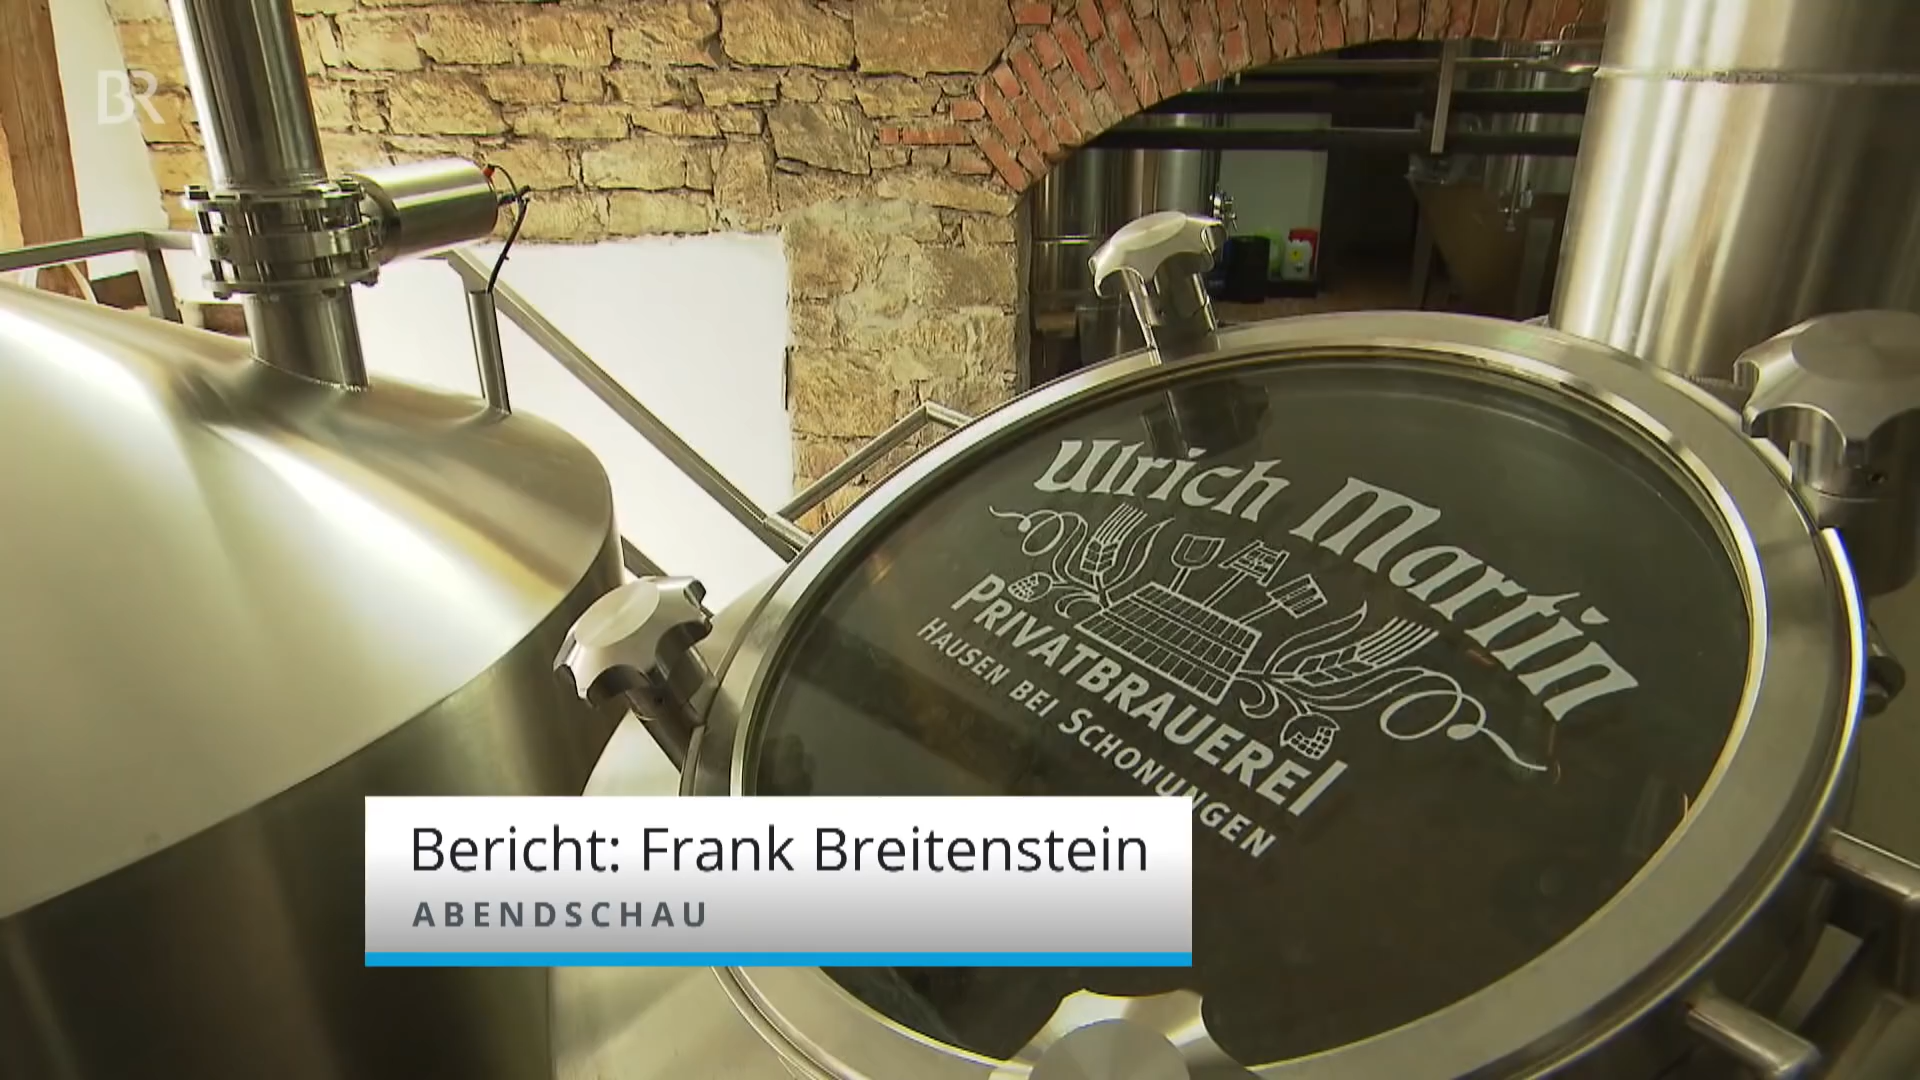 BR
Ulrich Martin
PRIVATBRAUEREI
HAUSEN BEI SCHONUNGEN
Bericht: Frank Breitenstein
ABENDSCHAU